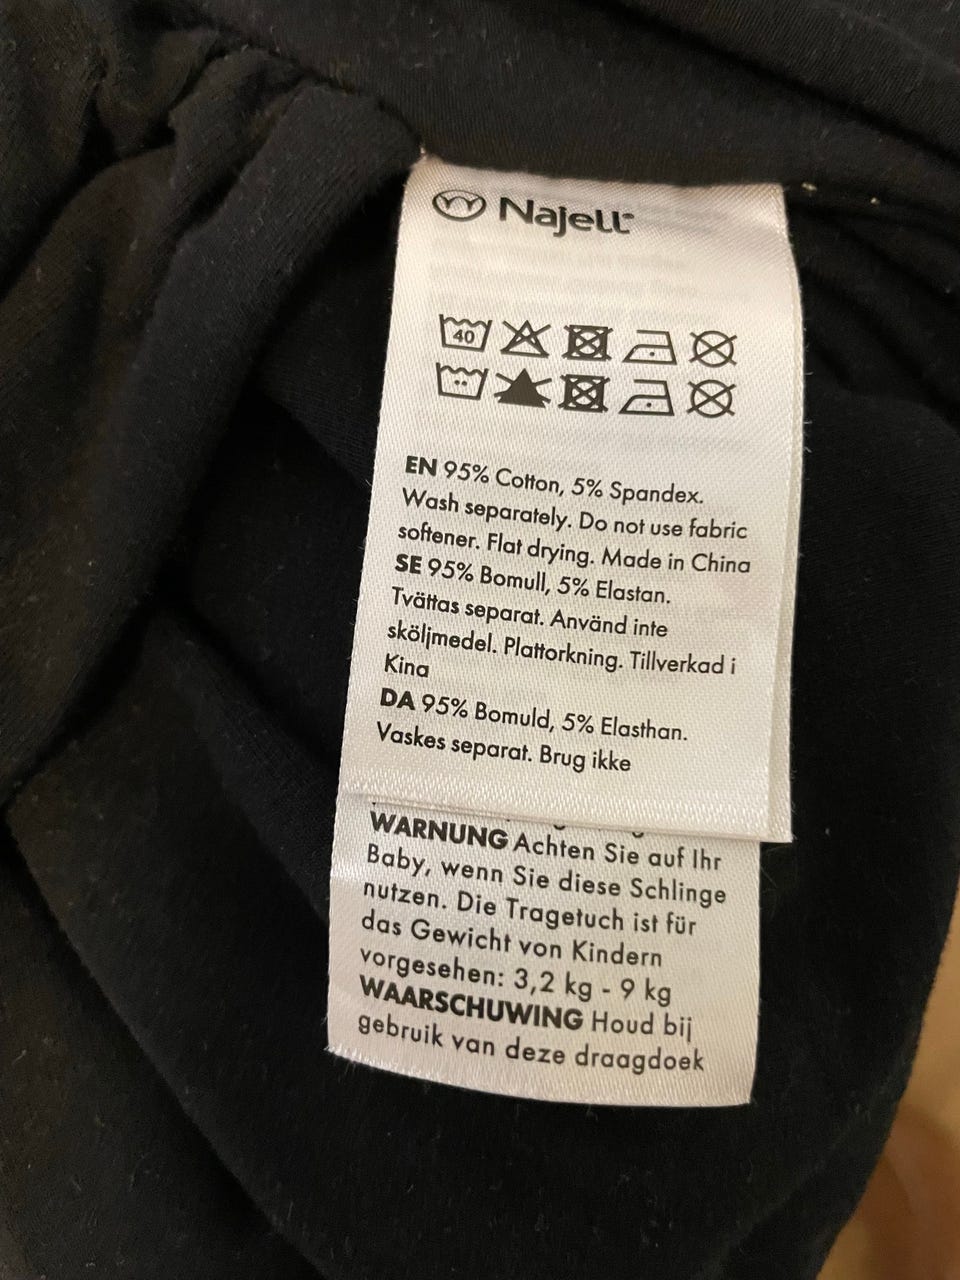 Najell
40
EN 95% Cotton, 5% Spandex.
Wash separately. Do not use fabric
softener. Flat drying. Made in China
SE 95% Bomull, 5% Elastan.
Tvättas separat. Använd inte
sköljmedel. Plattorkning. Tillverkad i
Kina
DA 95% Bomuld, 5% Elasthan.
Vaskes separat. Brug ikke
WARNUNG Achten Sie auf Ihr
Baby, wenn Sie diese Schlinge
nutzen. Die Tragetuch ist für
das Gewicht von Kindern
vorgesehen: 3,2 kg - 9 kg
WAARSCHUWING Houd bij
gebruik van deze draagdoek